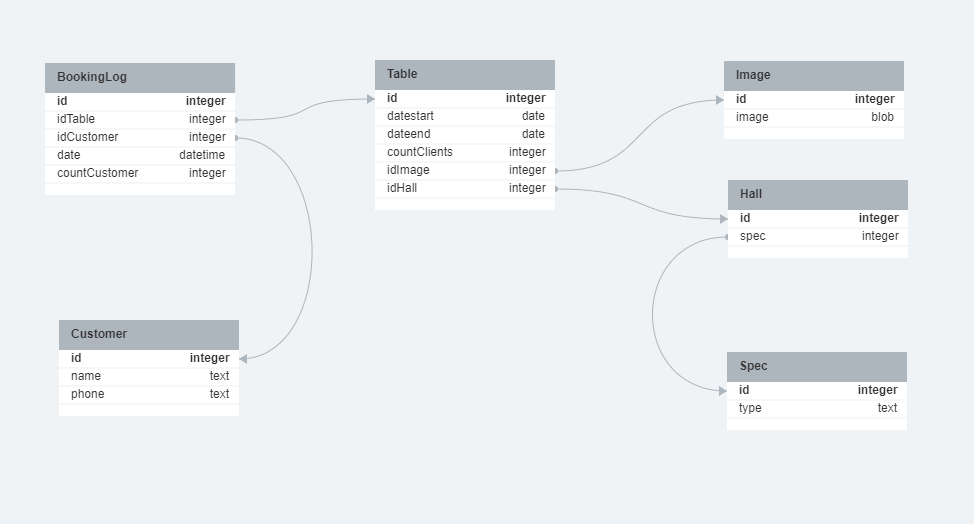 BookingLog
id integer
idTable integer
idCustomer integer
date datetime
countCustomer integer
Table
id integer
datestart date
dateend date
countClients integer
idImage integer
idHall integer
Image
id integer
image blob
Hall
id integer
spec integer
Customer
id integer
name text
phone text
Spec
id integer
type text